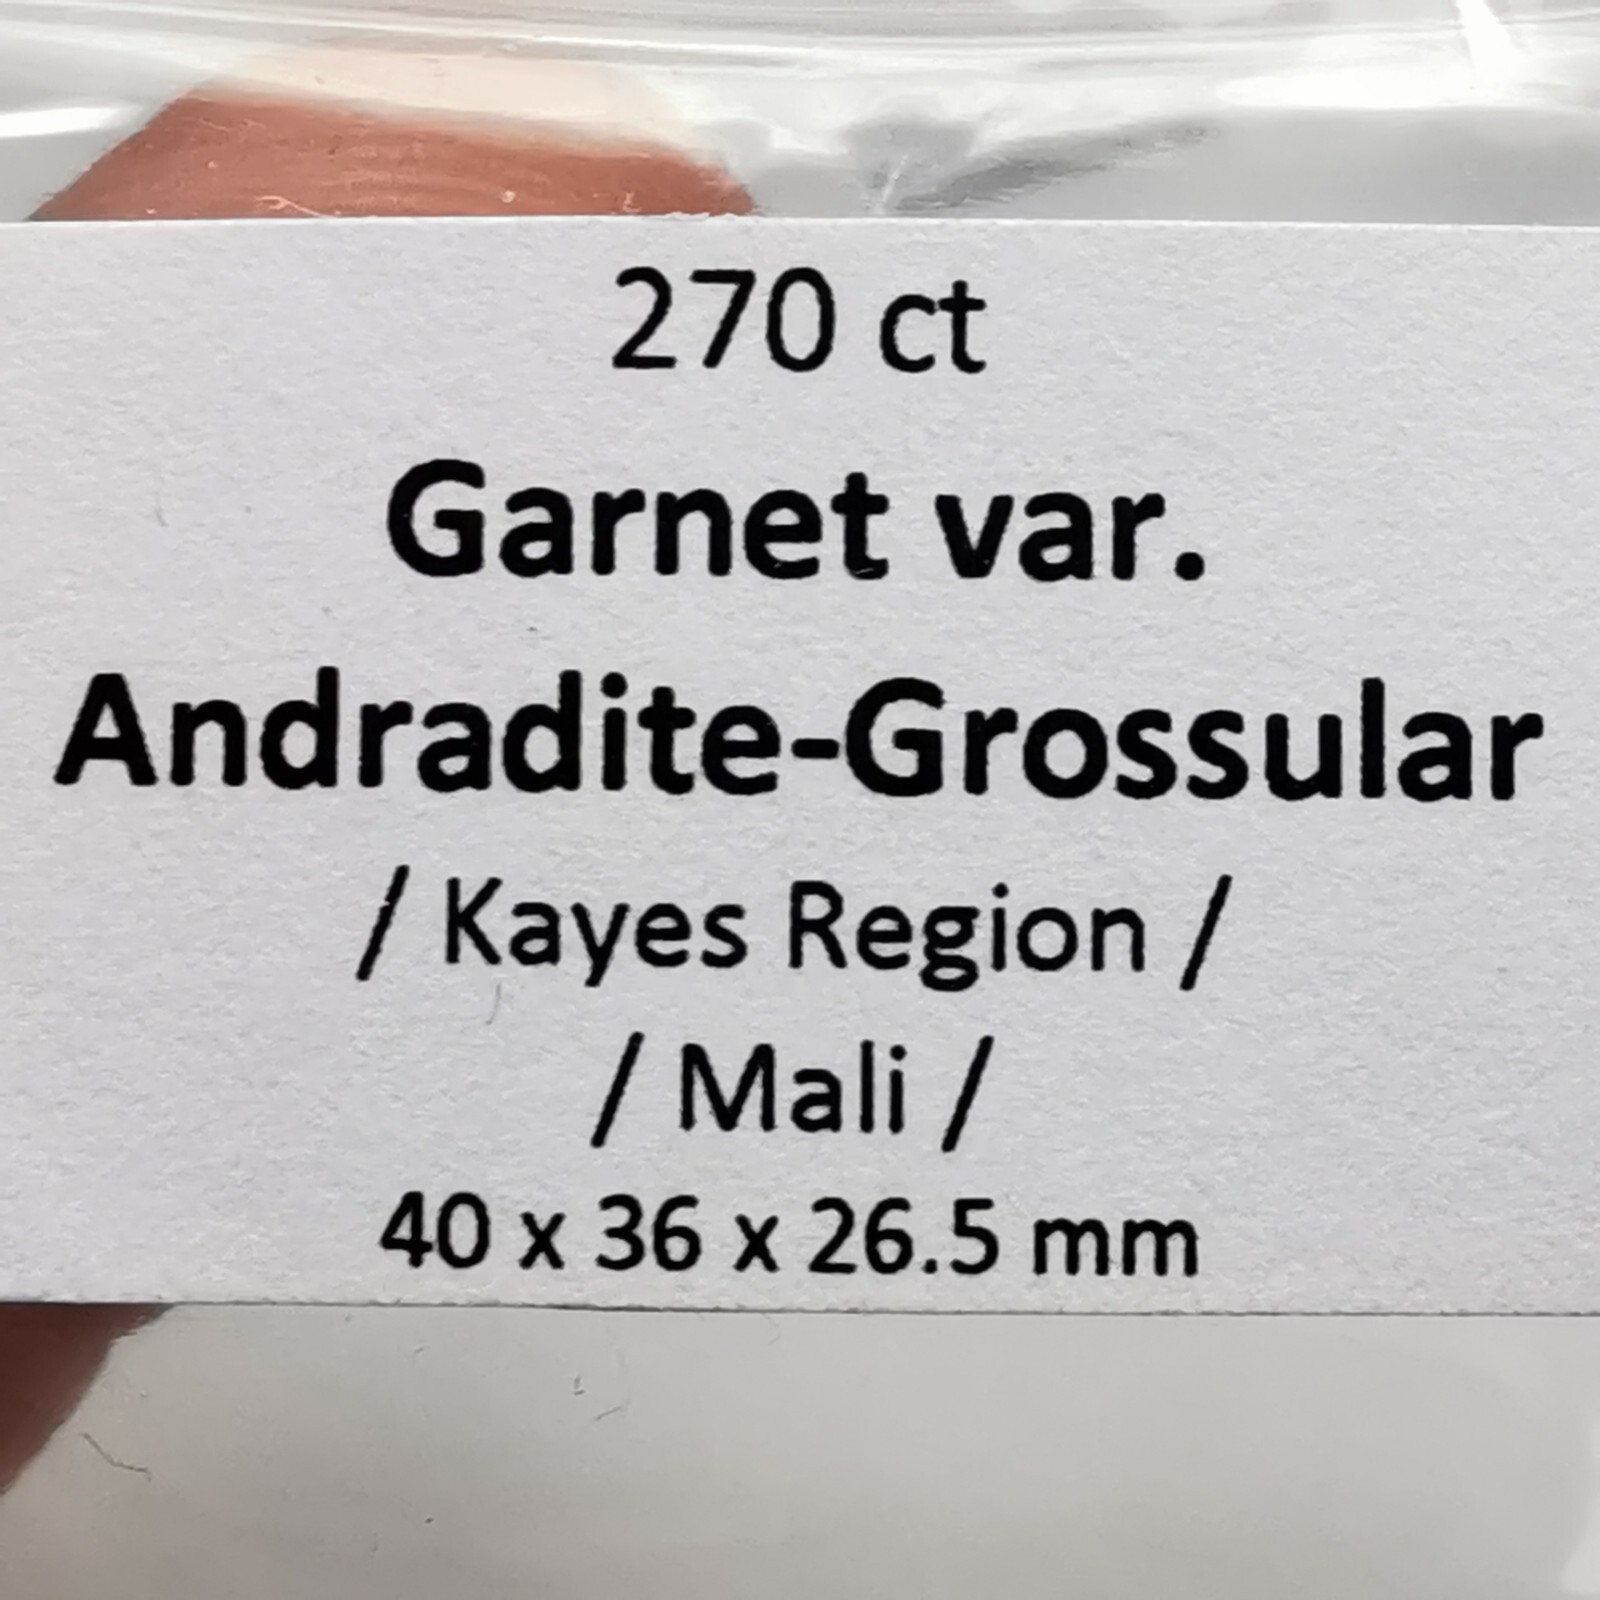 270 ct
Garnet var.
Andradite-Grossular
/ Kayes Region /
/ Mali /
40 x 36 x 26.5 mm